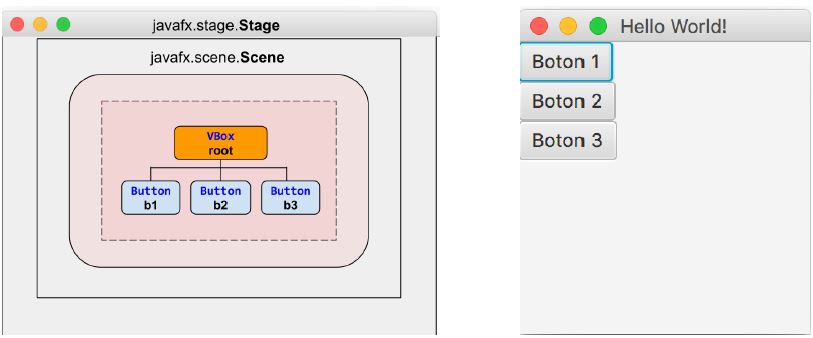 javafx.stage.Stage
javafx.scene.Scene
VBox
root
Button
b1
Button
b2
Button
b3
Hello World!
Boton 1
Boton 2
Boton 3